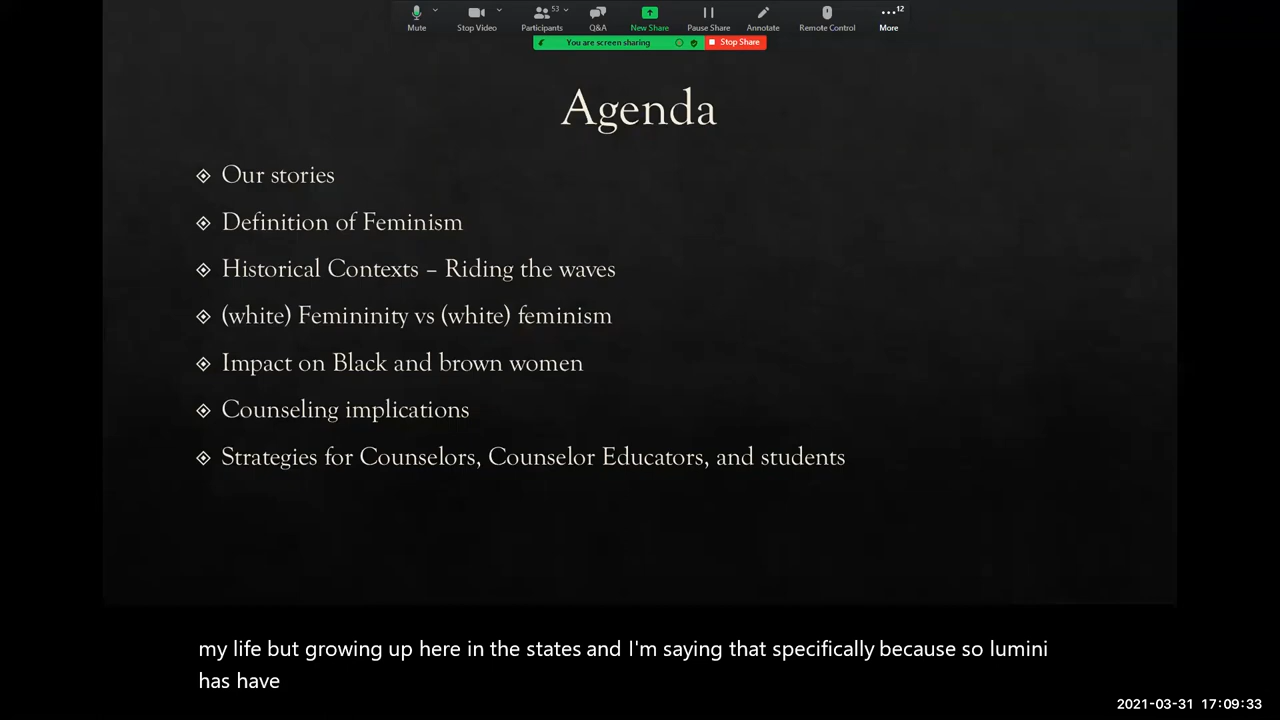 Mute
Stop Video
53
Participants
Q&A
New Share
Pause Share
Annotate
Remote Control
12
More
You are screen sharing
Stop Share
Agenda
Our stories
Definition of Feminism
Historical Contexts – Riding the waves
(white) Femininity vs (white) feminism
Impact on Black and brown women
Counseling implications
Strategies for Counselors, Counselor Educators, and students
my life but growing up here in the states and I'm saying that specifically because so lumini
has have
2021-03-31 17:09:33